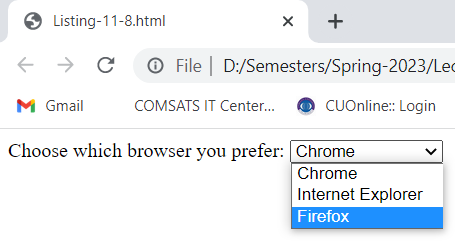 Listing-11-8.html
File | D:/Semesters/Spring-2023/Lec
Gmail COMSATS IT Center... CUOnline:: Login
Choose which browser you prefer: Chrome
Chrome
Internet Explorer
Firefox